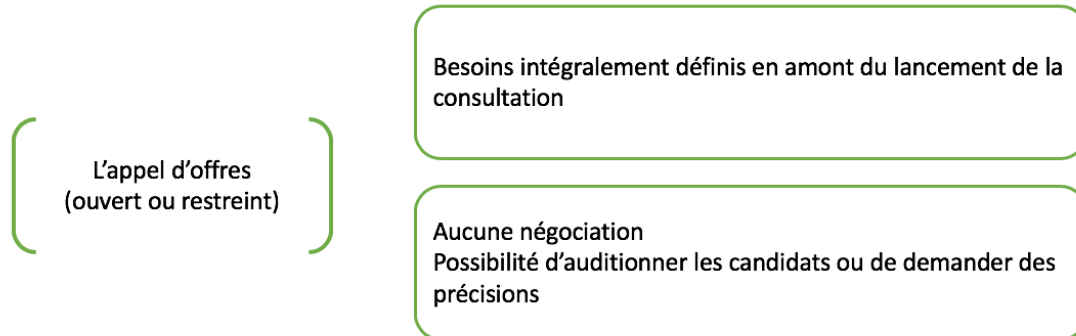 L'appel d'offres
(ouvert ou restreint)
Besoins intégralement définis en amont du lancement de la
consultation
Aucune négociation
Possibilité d'auditionner les candidats ou de demander des
précisions